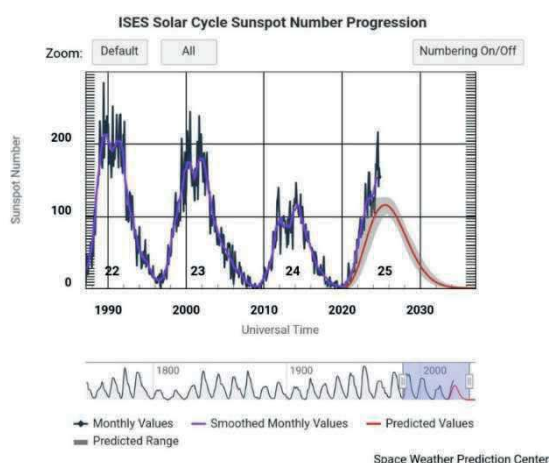 ISES Solar Cycle Sunspot Number Progression
Zoom: Default All Numbering On/Off
Sunspot Number
200
100
0
22 23 24 25
1990 2000 2010 2020 2030
Universal Time
1800 1900 2000
Monthly Values Smoothed Monthly Values Predicted Values
Predicted Range
Space Weather Prediction Center